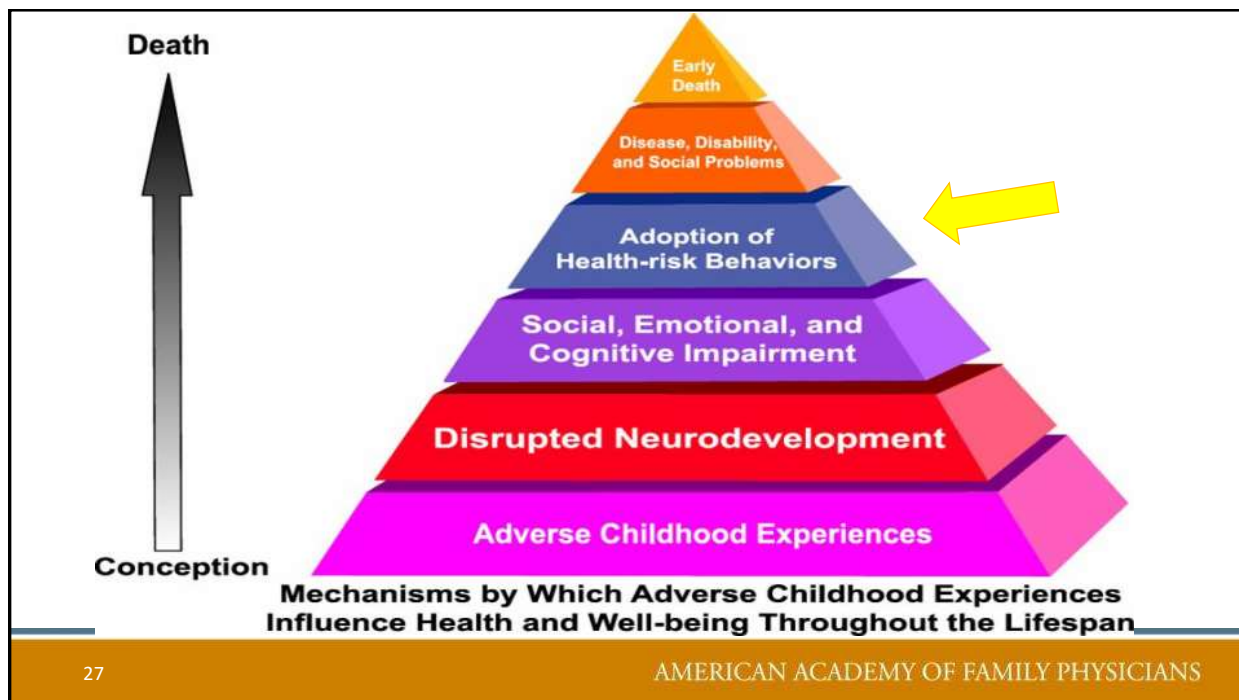 Death
Early
Death
Disease, Disability,
and Social Problems
Adoption of
Health-risk Behaviors
Social, Emotional, and
Cognitive Impairment
Disrupted Neurodevelopment
Adverse Childhood Experiences
Conception
Mechanisms by Which Adverse Childhood Experiences
Influence Health and Well-being Throughout the Lifespan
27
AMERICAN ACADEMY OF FAMILY PHYSICIANS